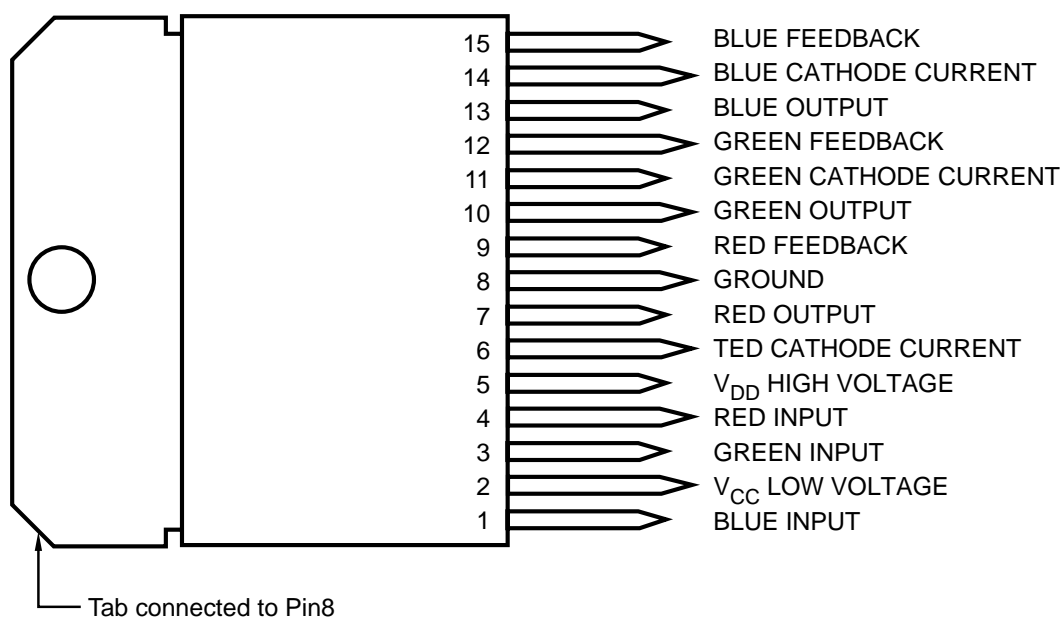 15 BLUE FEEDBACK
14 BLUE CATHODE CURRENT
13 BLUE OUTPUT
12 GREEN FEEDBACK
11 GREEN CATHODE CURRENT
10 GREEN OUTPUT
9 RED FEEDBACK
8 GROUND
7 RED OUTPUT
6 TED CATHODE CURRENT
5 VDD HIGH VOLTAGE
4 RED INPUT
3 GREEN INPUT
2 VCC LOW VOLTAGE
1 BLUE INPUT
Tab connected to Pin8